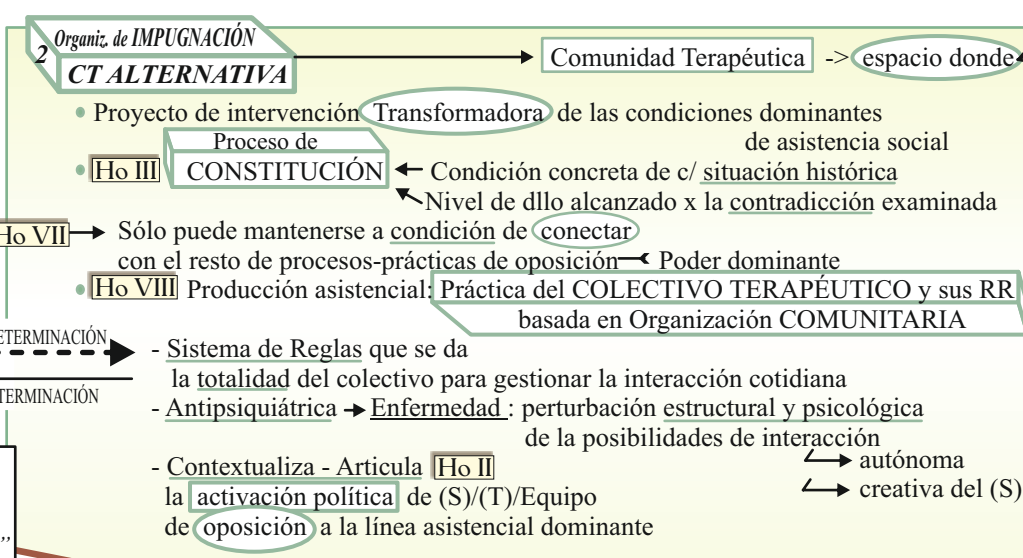 2 Organiz. de IMPUGNACIÓN
CT ALTERNATIVA
Comunidad Terapéutica -> espacio donde
• Proyecto de intervención Transformadora de las condiciones dominantes
de asistencia social
• Ho III Proceso de
CONSTITUCIÓN Condición concreta de c/ situación histórica
Nivel de dllo alcanzado x la contradicción examinada
Ho VII Sólo puede mantenerse a condición de conectar
con el resto de procesos-prácticas de oposición Poder dominante
• Ho VIII Producción asistencial: Práctica del COLECTIVO TERAPÉUTICO y sus RR
basada en Organización COMUNITARIA
ETERMINACIÓN
TERMINACIÓN
- Sistema de Reglas que se da
la totalidad del colectivo para gestionar la interacción cotidiana
- Antipsiquiátrica Enfermedad : perturbación estructural y psicológica
de la posibilidades de interacción
autónoma
creativa del (S)
- Contextualiza - Articula Ho II
la activación política de (S)/(T)/Equipo
de oposición a la línea asistencial dominante
”